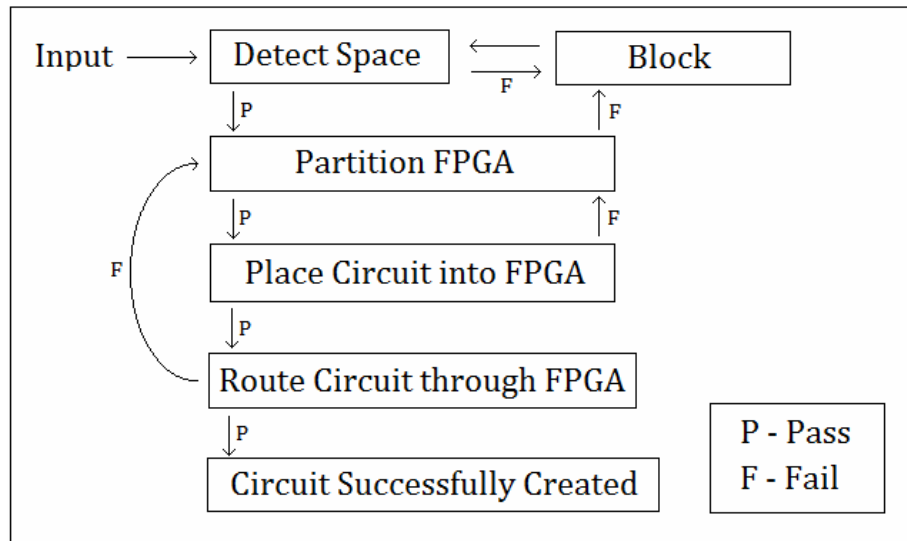 Input
Detect Space
Block
F
P
F
Partition FPGA
P
F
Place Circuit into FPGA
F
P
Route Circuit through FPGA
P
Circuit Successfully Created
P - Pass
F - Fail